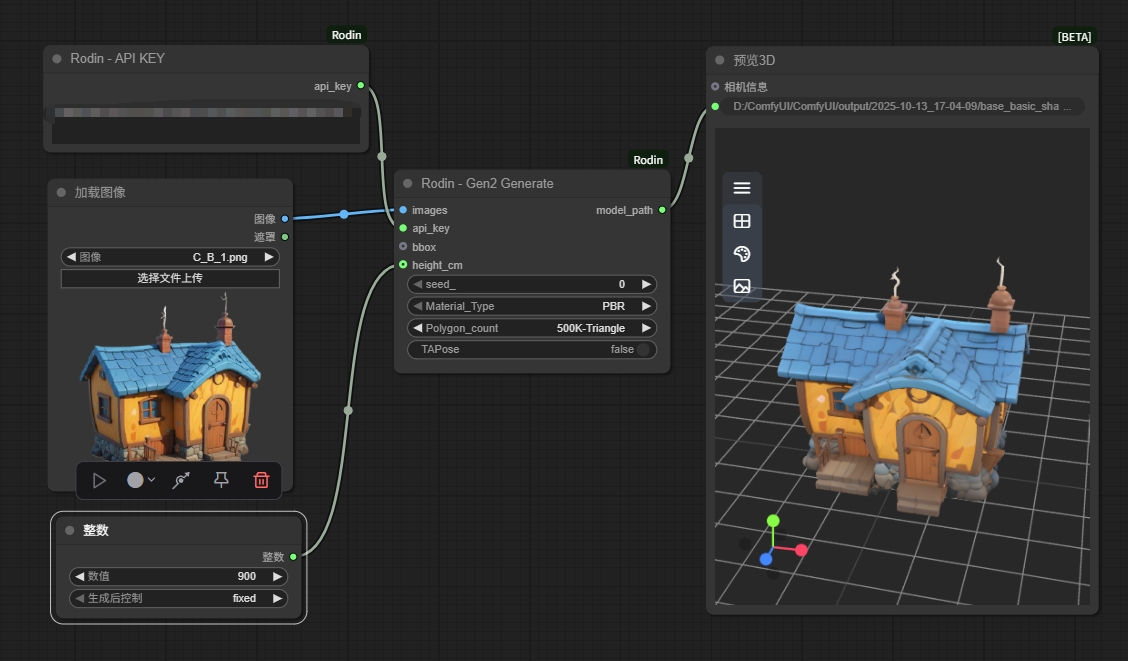 Rodin
Rodin - API KEY
api_key
加载图像
图像
遮罩
图像 C_B_1.png
选择文件上传
整数
整数
数值 900
生成后控制 fixed
Rodin
Rodin - Gen2 Generate
images model_path
api_key
bbox
height_cm
seed_ 0
Material_Type PBR
Polygon_count 500K-Triangle
TAPose false
[BETA]
预览3D
相机信息
D:/ComfyUI/ComfyUI/output/2025-10-13_17-04-09/base_basic_sha ...